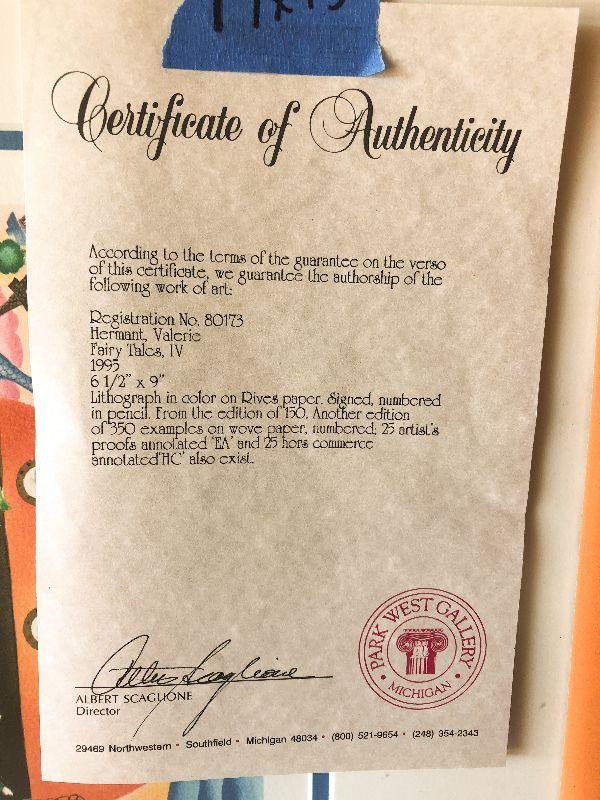 Certificate of Authenticity
According to the terms of the guarantee on the verso
of this certificate, we guarantee the authorship of the
following work of art:
Registration No. 80173
Hermant, Valerie
Fairy Tales, IV
1995
6 1/2" x 9"
Lithograph in color on Rives paper. Signed, numbered
in pencil. From the edition of 150. Another edition
of 350 examples on wove paper, numbered; 25 artist's
proofs annotated 'EA' and 25 hors commerce
annotated 'HC' also exist.
Albert Scaglione
ALBERT SCAGLIONE
Director
PARK WEST GALLERY
• MICHIGAN •
29469 Northwestern • Southfield • Michigan 48034 • (800) 521-9654 • (248) 354-2343